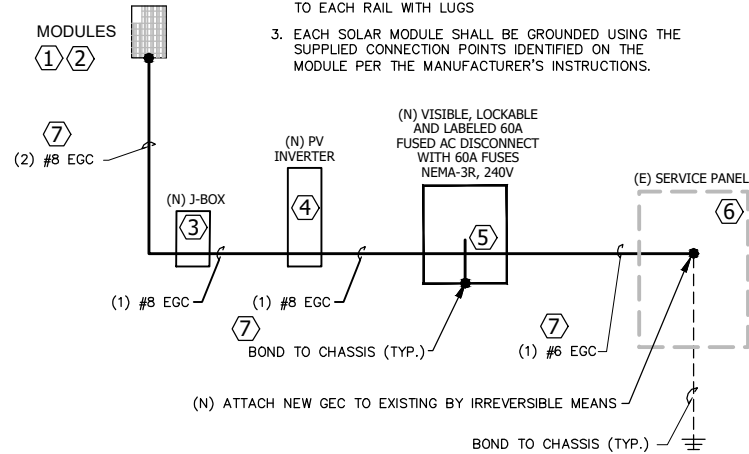 TO EACH RAIL WITH LUGS
3. EACH SOLAR MODULE SHALL BE GROUNDED USING THE
SUPPLIED CONNECTION POINTS IDENTIFIED ON THE
MODULE PER THE MANUFACTURER'S INSTRUCTIONS.
MODULES
1 2
7
(2) #8 EGC
(N) J-BOX
3
(N) PV
INVERTER
4
(N) VISIBLE, LOCKABLE
AND LABELED 60A
FUSED AC DISCONNECT
WITH 60A FUSES
NEMA-3R, 240V
5
(E) SERVICE PANEL
6
(1) #8 EGC
(1) #8 EGC
7
BOND TO CHASSIS (TYP.)
7
(1) #6 EGC
(N) ATTACH NEW GEC TO EXISTING BY IRREVERSIBLE MEANS
BOND TO CHASSIS (TYP.)